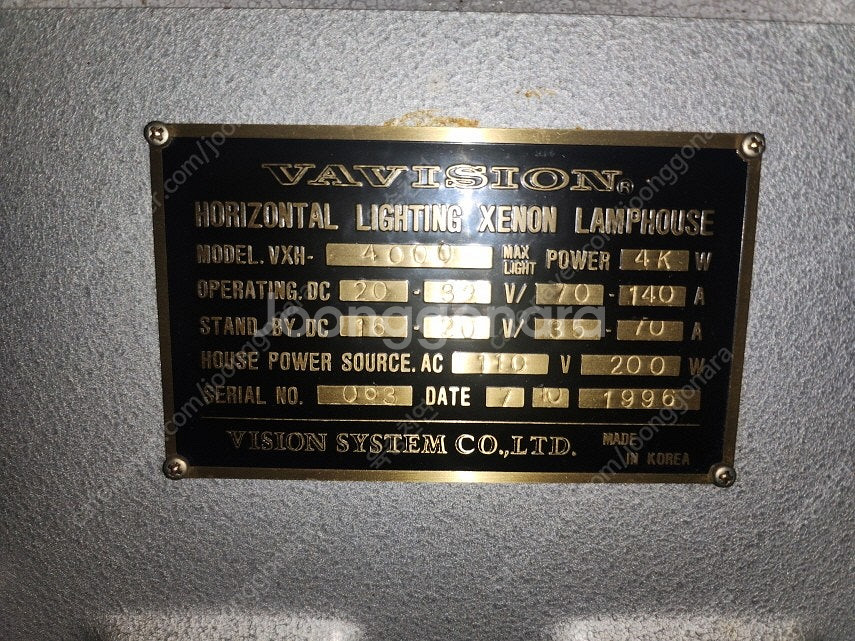 VAVISION®
HORIZONTAL LIGHTING XENON LAMPHOUSE
MODEL. VXH- 4000 MAX LIGHT POWER 4K W
OPERATING. DC 20 - V/ 70 - 140 A
STAND BY. DC 16 - 20 V/ 35 - 70 A
HOUSE POWER SOURCE. AC 110 V 200 W
SERIAL NO. 063 DATE 7 10 1996
VISION SYSTEM CO., LTD. MADE IN KOREA
Joonggonara